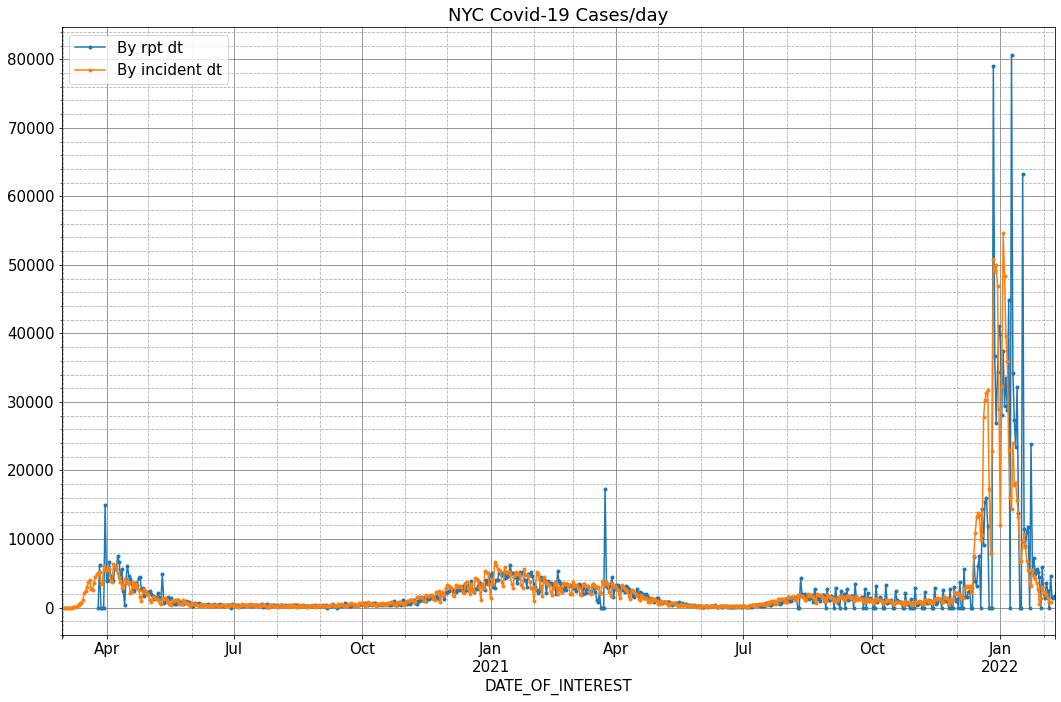 NYC Covid-19 Cases/day
By rpt dt
By incident dt
80000
70000
60000
50000
40000
30000
20000
10000
0
Apr Jul Oct Jan Apr Jul Oct Jan
2021 2022
DATE_OF_INTEREST